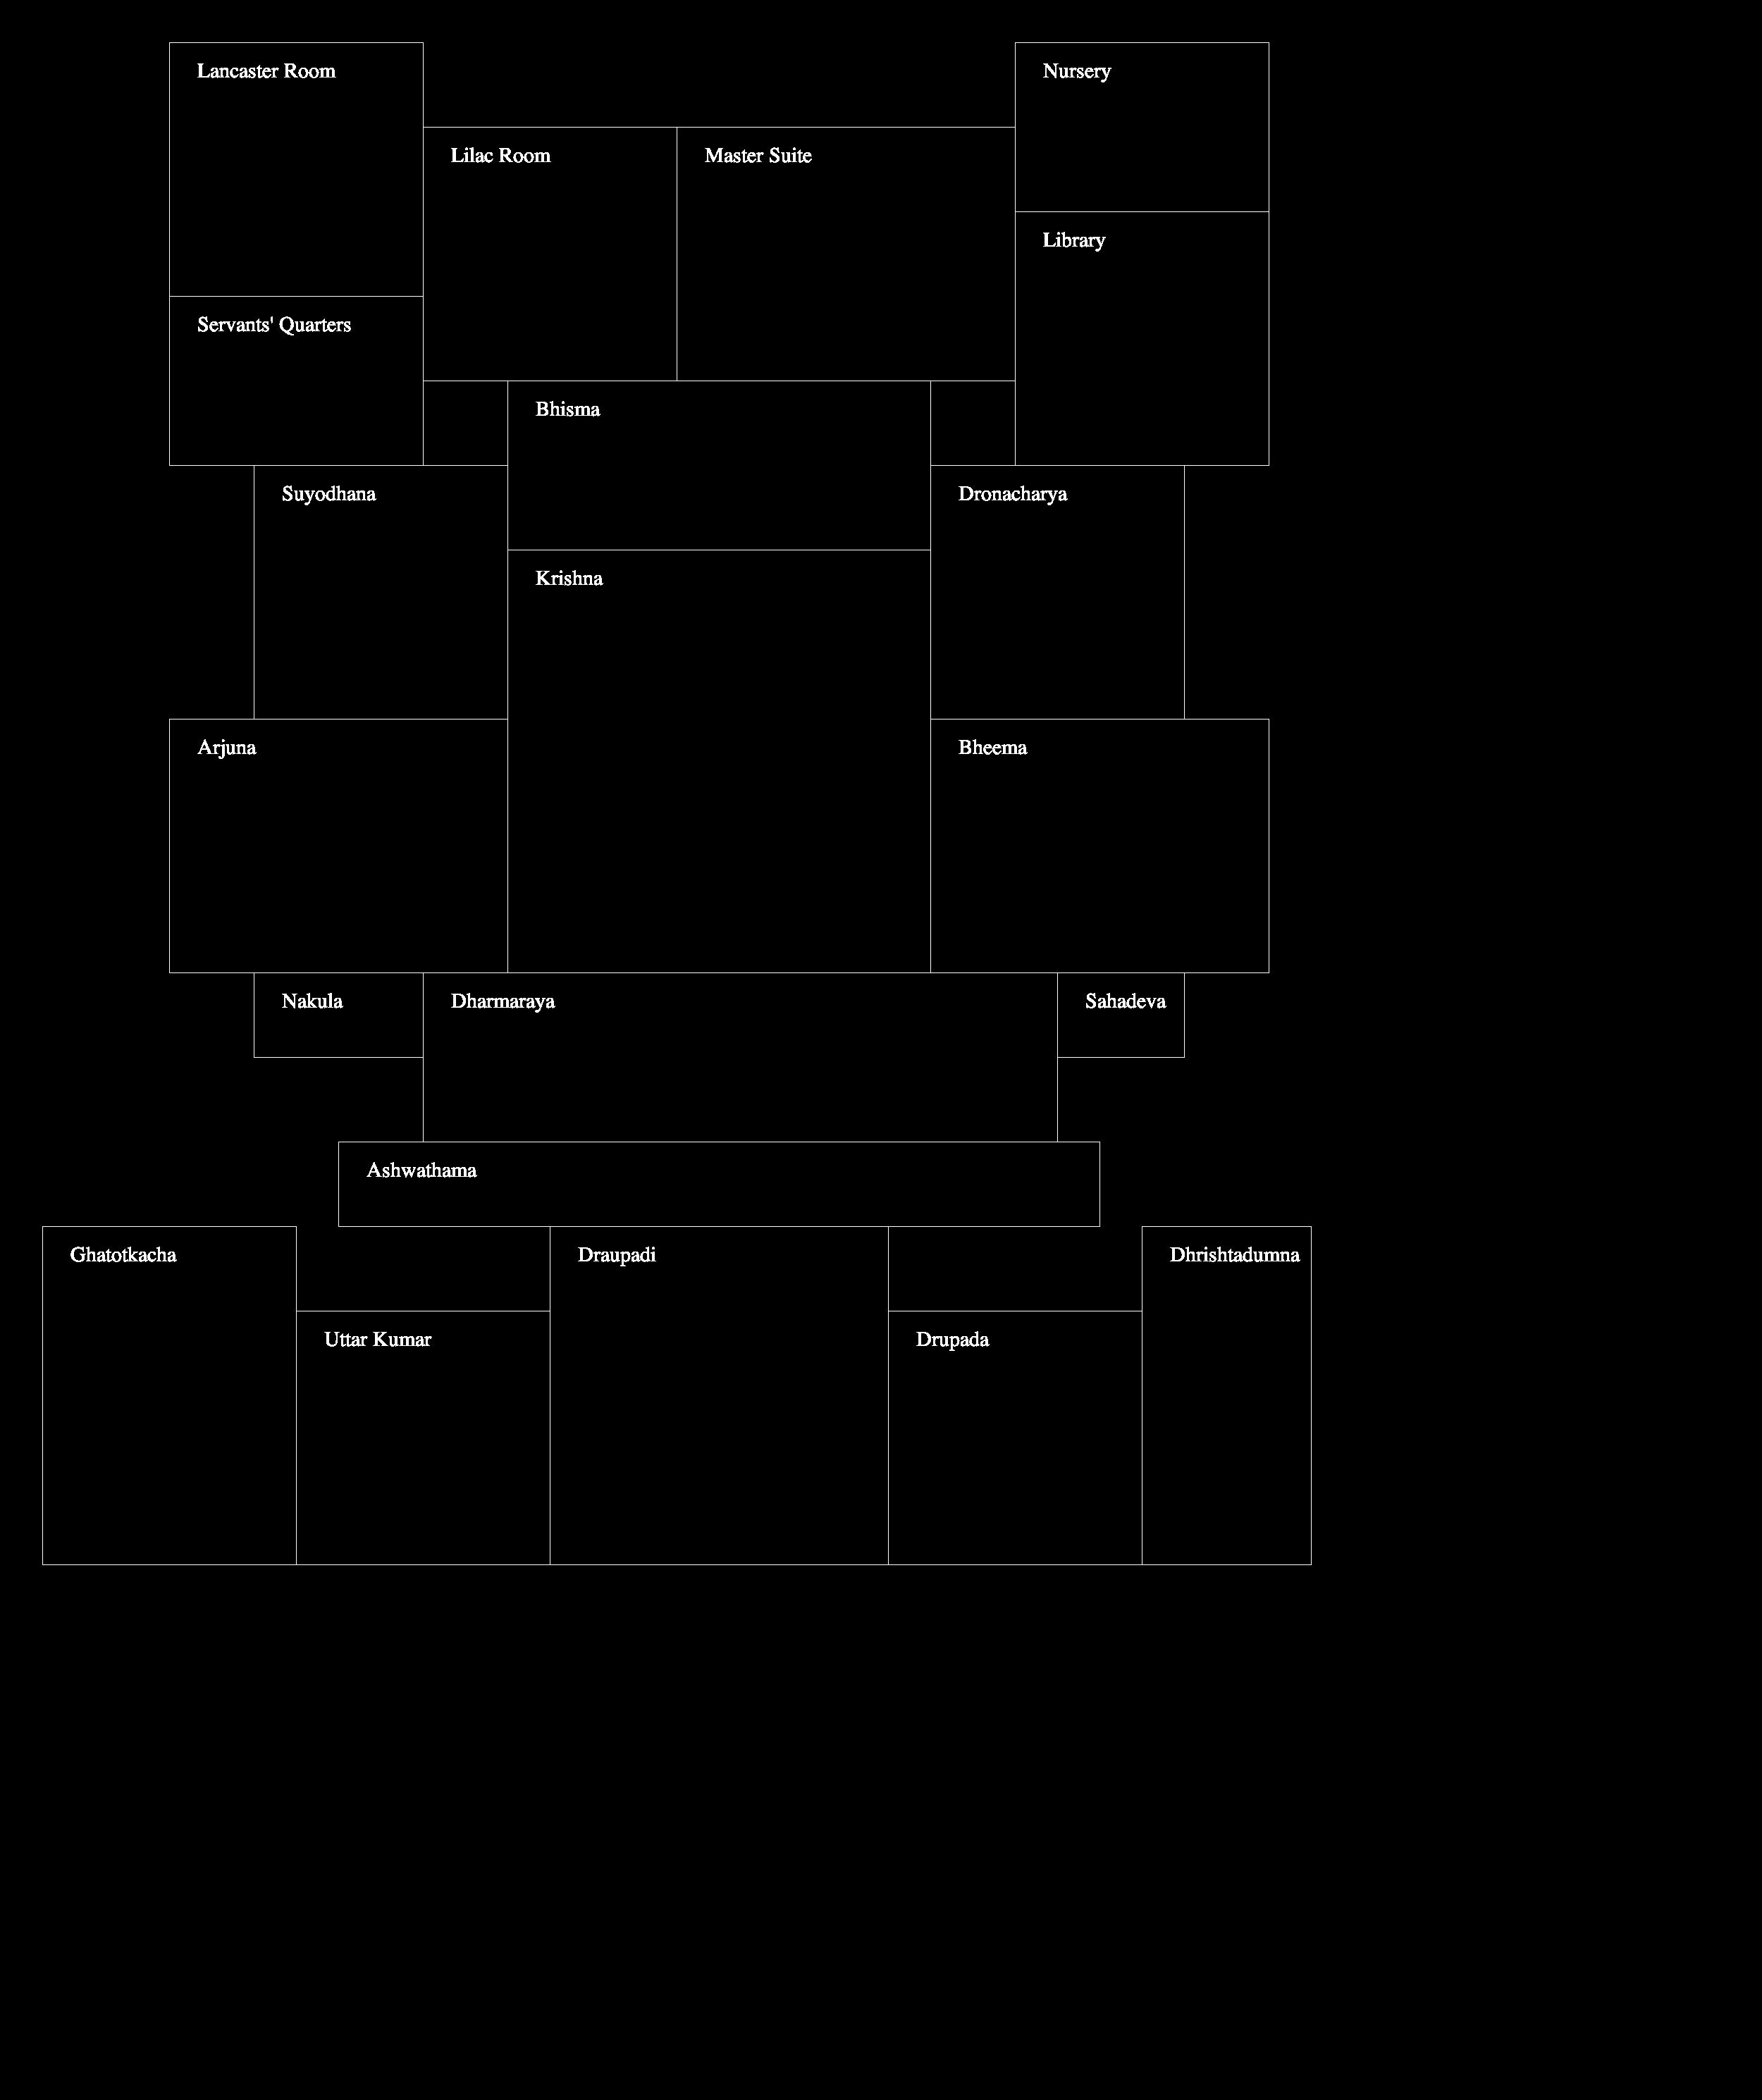 Lancaster Room
Nursery
Lilac Room
Master Suite
Library
Servants' Quarters
Bhisma
Suyodhana
Dronacharya
Krishna
Arjuna
Bheema
Nakula
Dharmaraya
Sahadeva
Ashwathama
Ghatotkacha
Draupadi
Dhrishtadumna
Uttar Kumar
Drupada